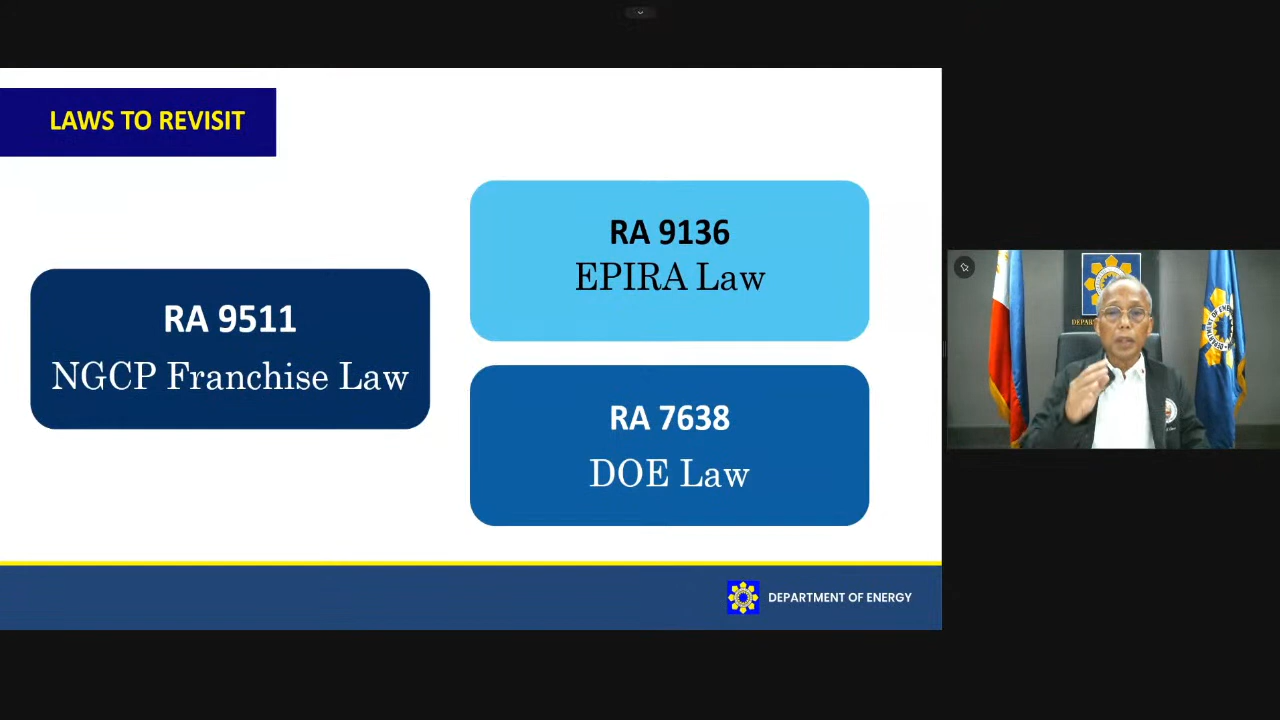 LAWS TO REVISIT
RA 9511
NGCP Franchise Law
RA 9136
EPIRA Law
RA 7638
DOE Law
DEPARTMENT OF ENERGY